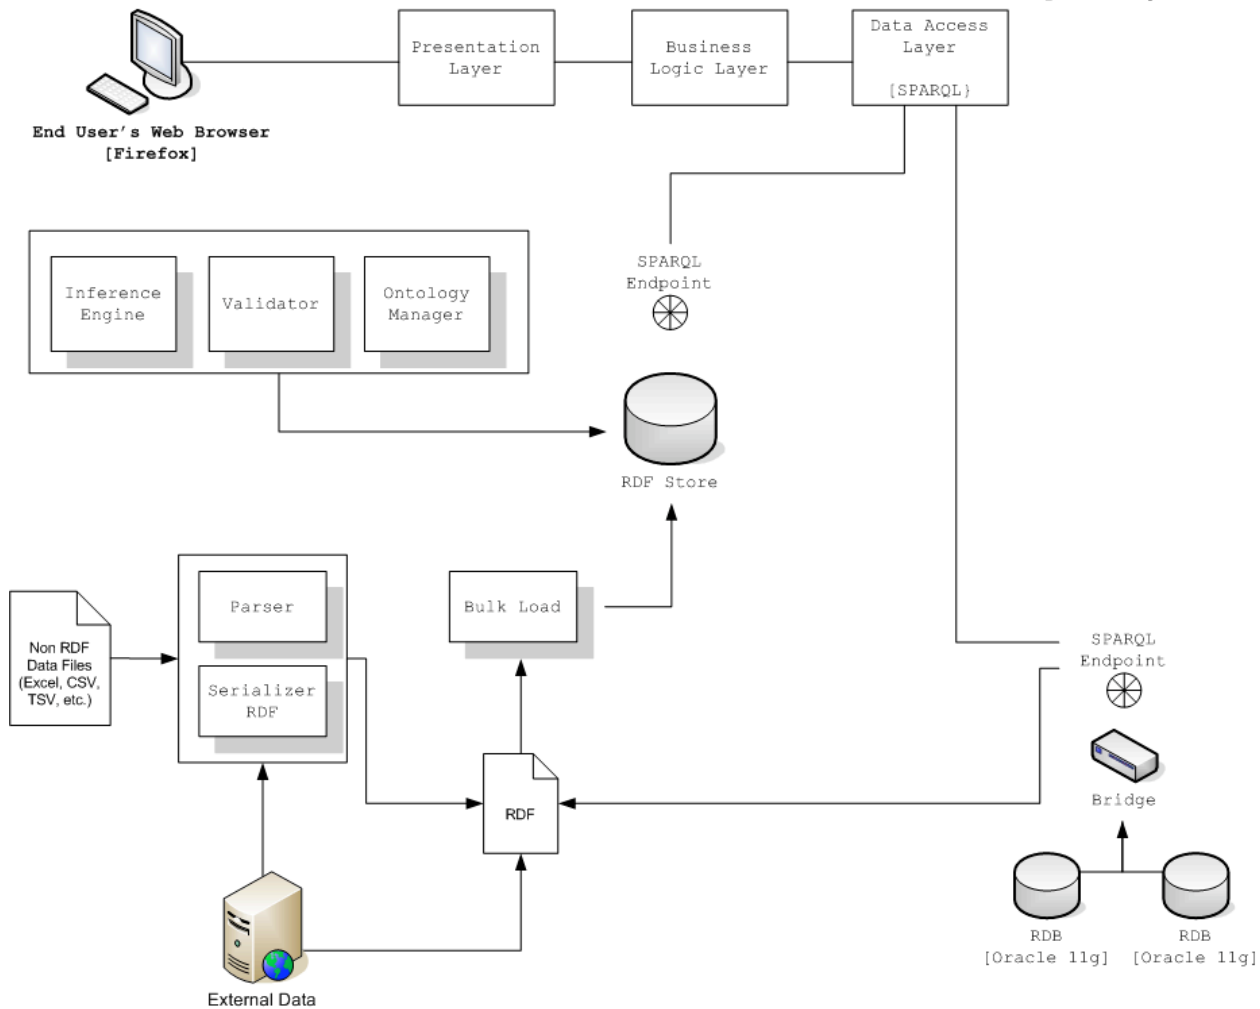 Presentation
Layer
Business
Logic Layer
Data Access
Layer
[SPARQL}
End User's Web Browser
[Firefox]
SPARQL
Endpoint
Inference
Engine
Validator
Ontology
Manager
RDF Store
Parser
Serializer
RDF
Bulk Load
Non RDF
Data Files
(Excel, CSV,
TSV, etc.)
SPARQL
Endpoint
RDF
Bridge
RDB
[Oracle 11g]
RDB
[Oracle 11g]
External Data